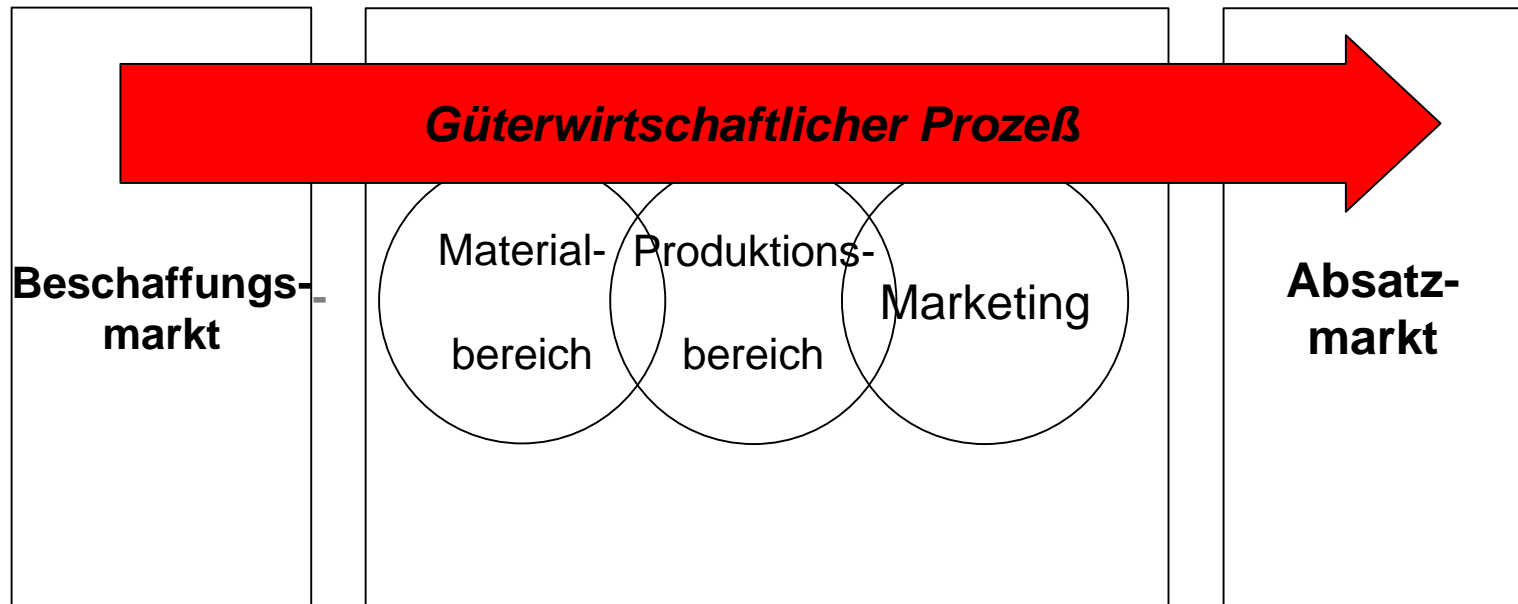 Güterwirtschaftlicher Prozeß
Beschaffungs-
markt
Material-
bereich
Produktions-
bereich
Marketing
Absatz-
markt